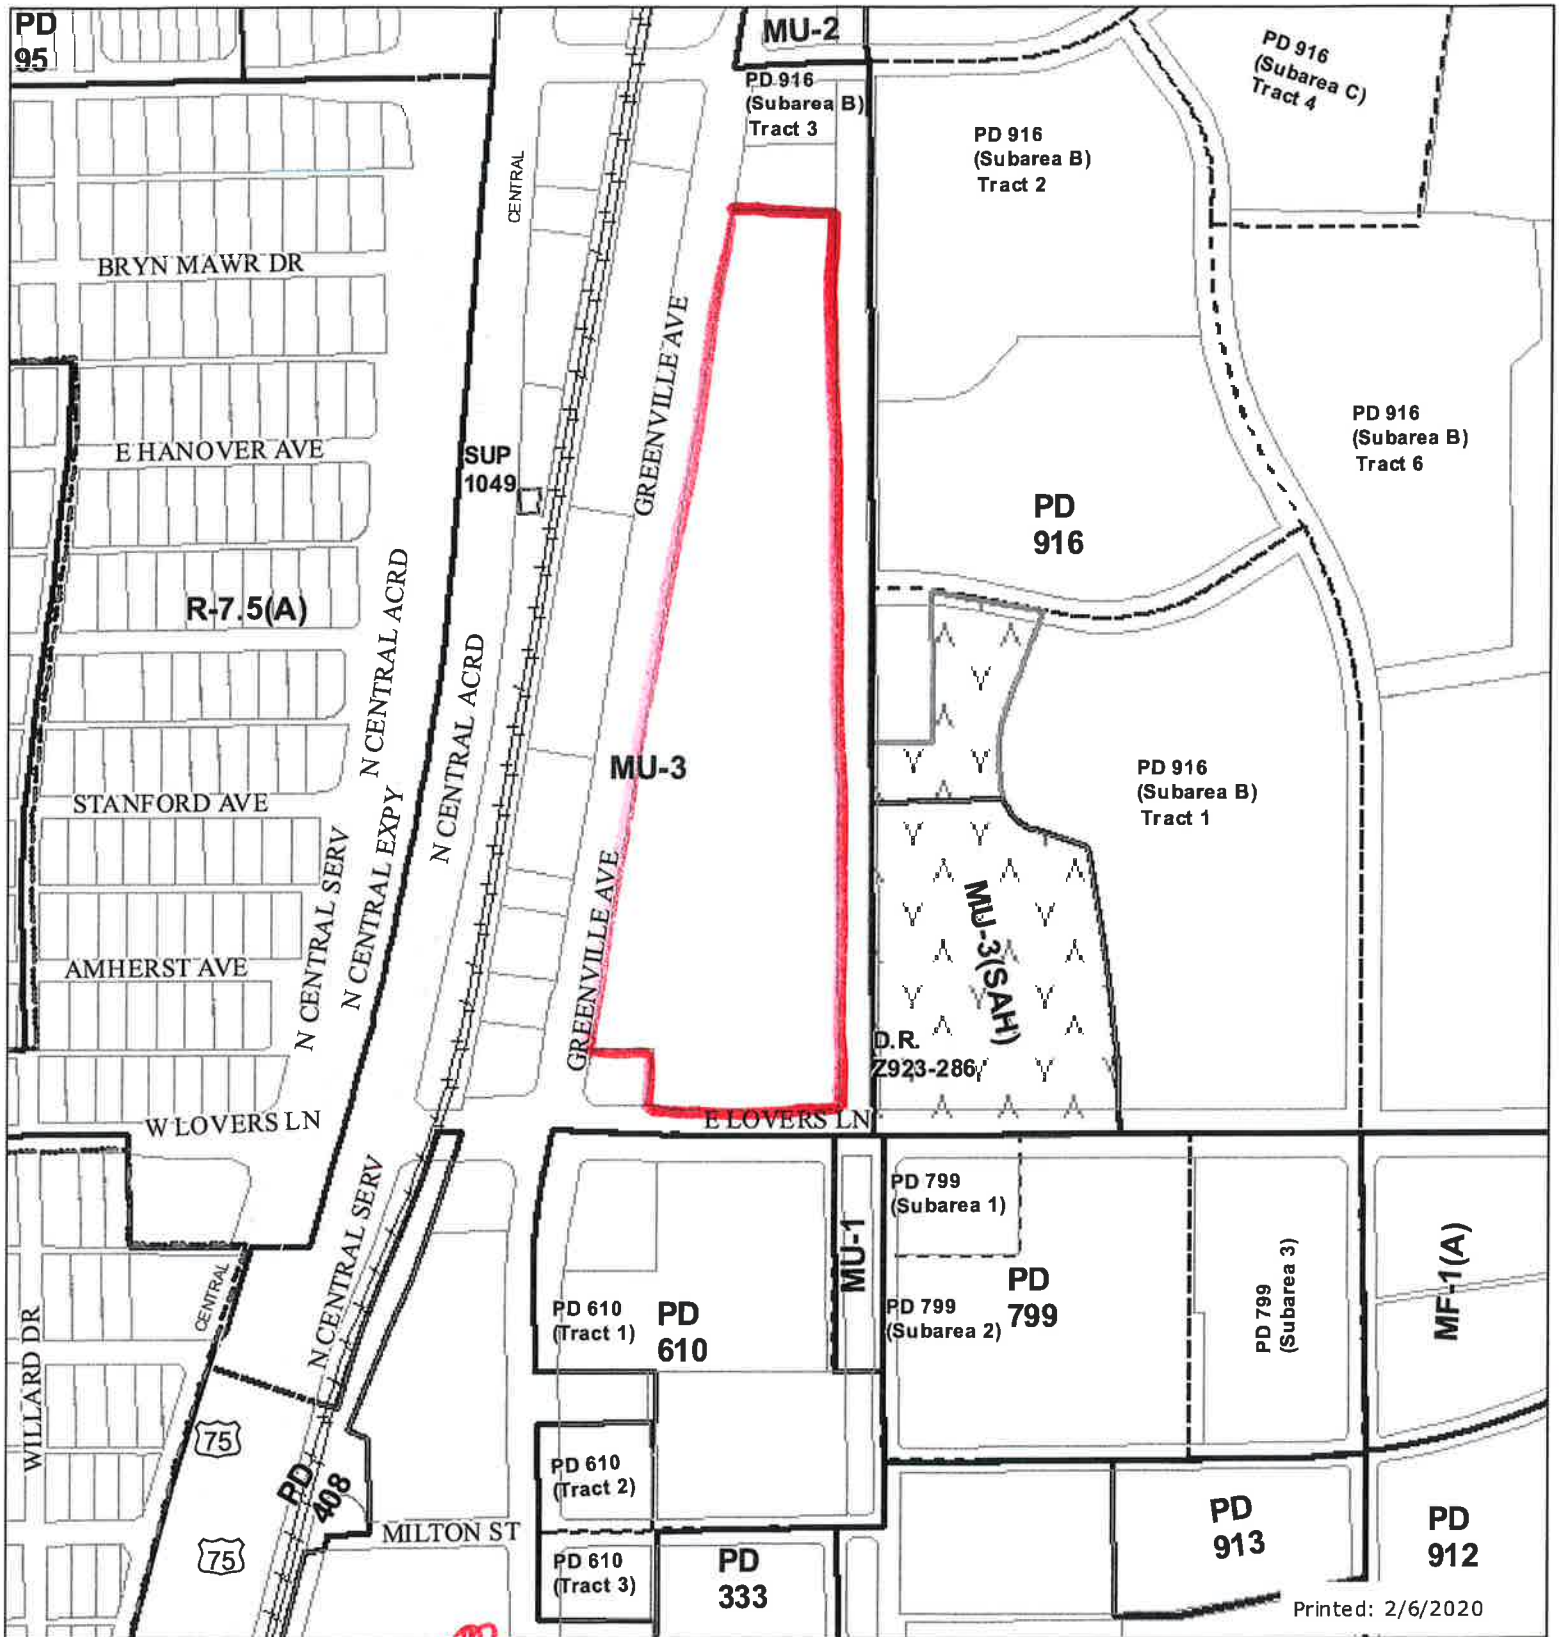 PD
95
MU-2
PD 916
(Subarea B)
Tract 3
PD 916
(Subarea C)
Tract 4
PD 916
(Subarea B)
Tract 2
CENTRAL
BRYN MAWR DR
GREENVILLE AVE
E HANOVER AVE
SUP
1049
PD 916
(Subarea B)
Tract 6
PD
916
R-7.5(A)
N CENTRAL ACRD
N CENTRAL ACRD
MU-3
STANFORD AVE
PD 916
(Subarea B)
Tract 1
N CENTRAL SERV
N CENTRAL EXPY
GREENVILLE AVE
MU-3(SAH)
AMHERST AVE
D.R.
Z923-286
W LOVERS LN
E LOVERS LN
N CENTRAL SERV
PD 799
(Subarea 1)
MU-1
CENTRAL
WILLARD DR
PD 610
(Tract 1)
PD
610
PD 799
(Subarea 2)
PD
799
PD 799
(Subarea 3)
MF-1(A)
75
PD
408
PD 610
(Tract 2)
MILTON ST
75
PD 610
(Tract 3)
PD
333
PD
913
PD
912
Printed: 2/6/2020